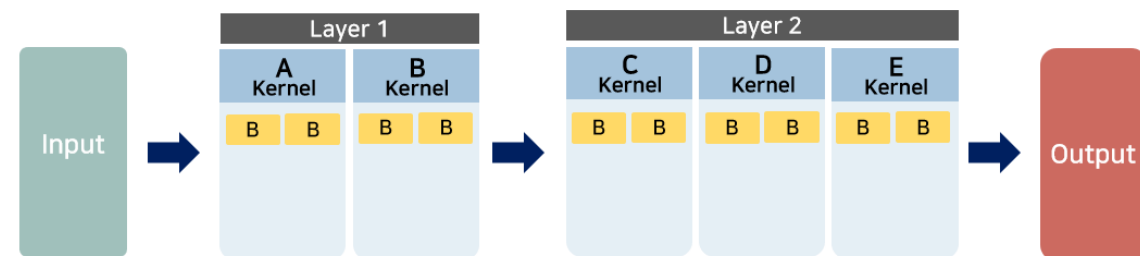 Layer 1
Layer 2
Input
A
Kernel
B
Kernel
C
Kernel
D
Kernel
E
Kernel
B B B B B B B B B B
Output